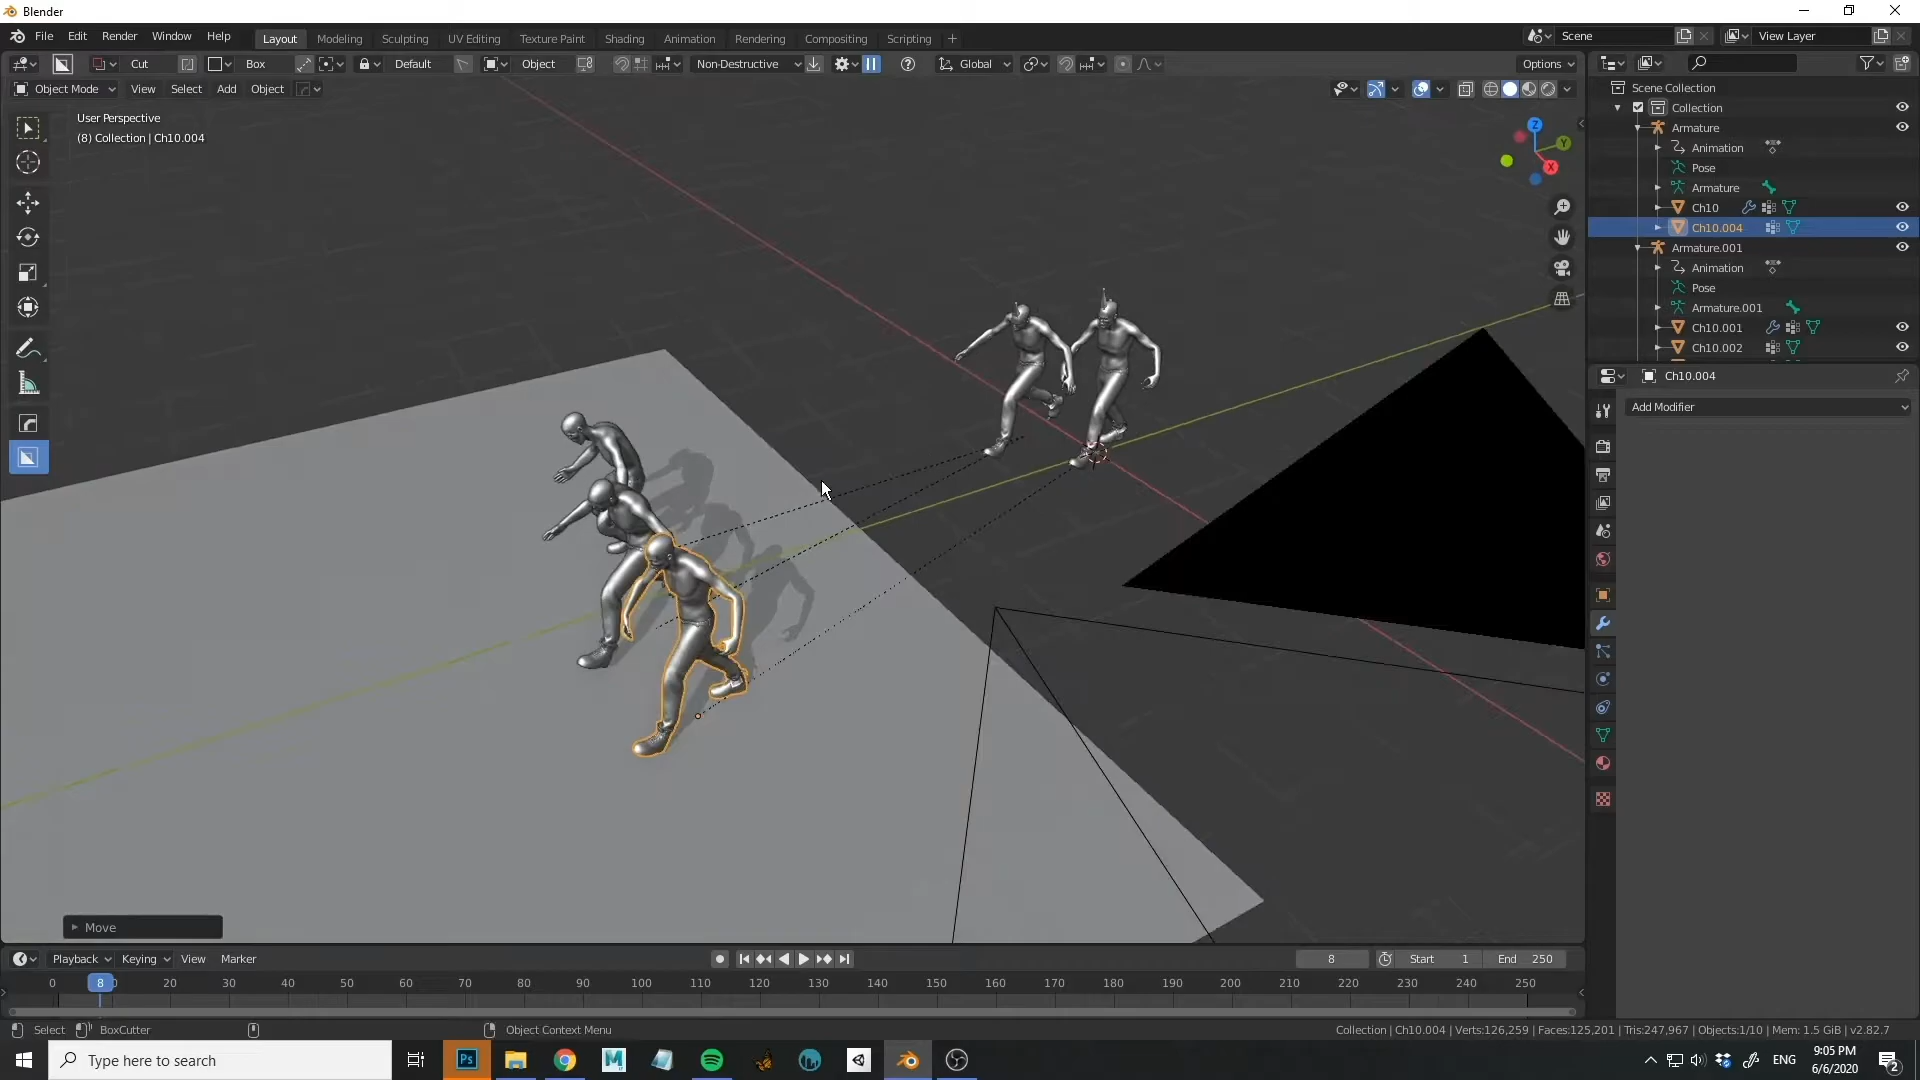 Blender
File Edit Render Window Help Layout Modeling Sculpting UV Editing Texture Paint Shading Animation Rendering Compositing Scripting + Scene View Layer
Cut Box Default Object Non-Destructive Global Options
Object Mode View Select Add Object
User Perspective
(8) Collection | Ch10.004
Z
Y
X
Scene Collection
Collection
Armature
Animation
Pose
Armature
Ch10
Ch10.004
Armature.001
Animation
Pose
Armature.001
Ch10.001
Ch10.002
Ch10.004
Add Modifier
Move
Playback Keying View Marker 8 Start 1 End 250
0 8 20 30 40 50 60 70 80 90 100 110 120 130 140 150 160 170 180 190 200 210 220 230 240 250
Select BoxCutter Object Context Menu Collection | Ch10.004 | Verts:126,259 | Faces:125,201 | Tris:247,967 | Objects:1/10 | Mem: 1.5 GiB | v2.82.7
Type here to search
Ps
M
ENG
9:05 PM
6/6/2020
2